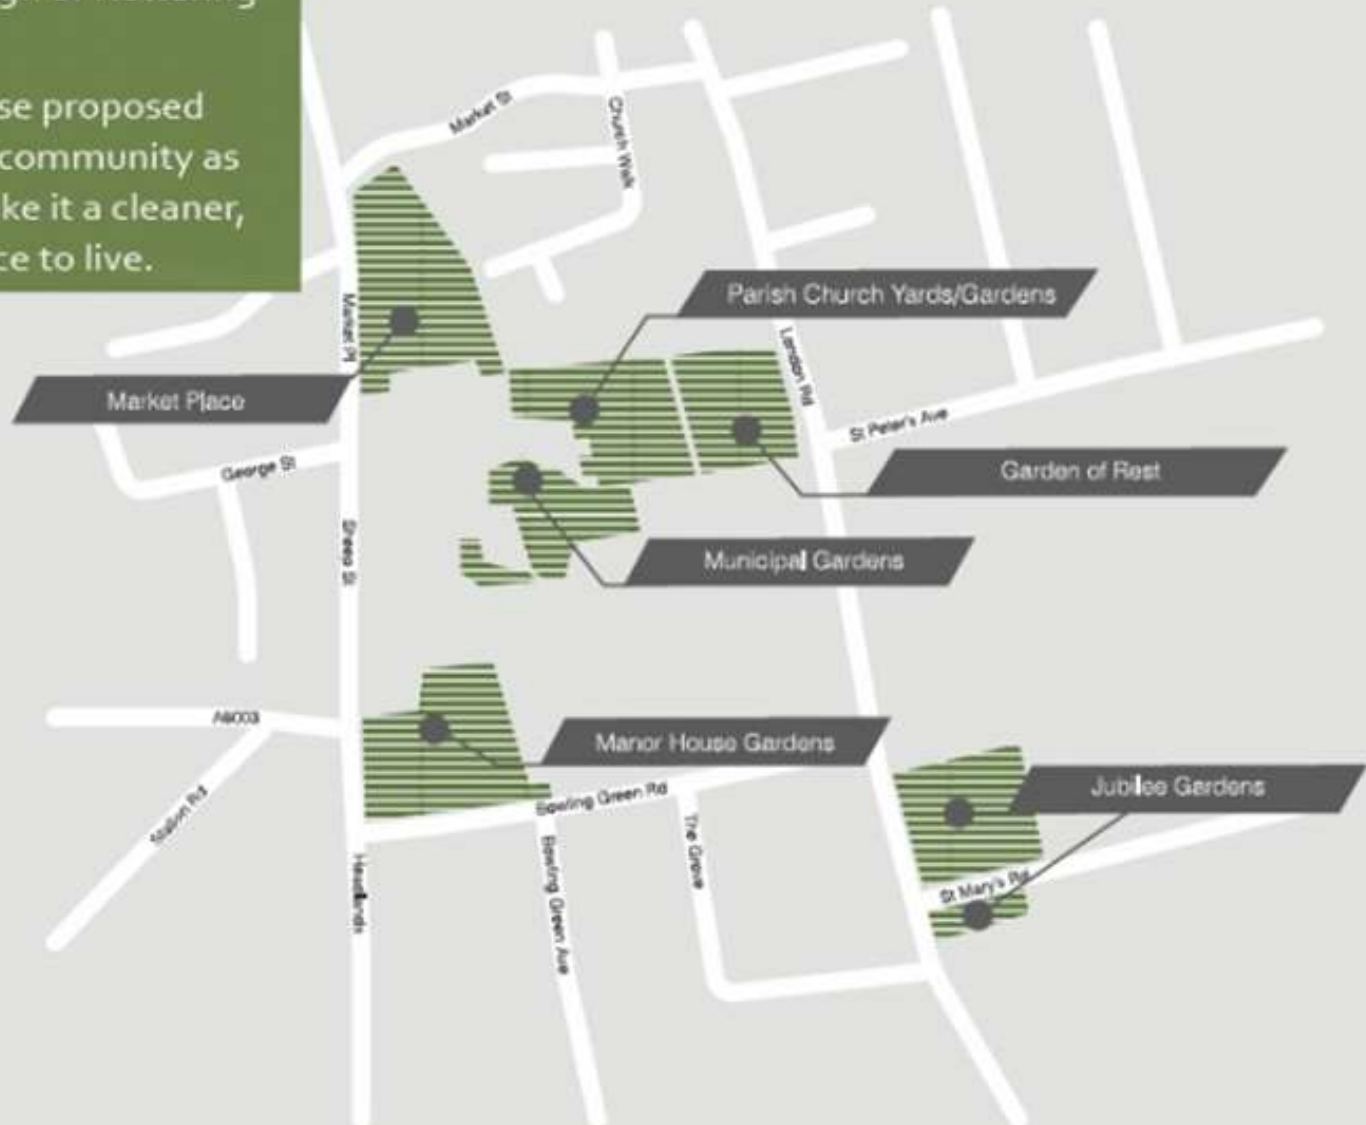 se proposed
community as
ke it a cleaner,
ce to live.
Market St
Church Walk
Parish Church Yards/Gardens
Market Pl
London Rd
Market Place
St Peter's Ave
George St
Garden of Rest
Sheep St
Municipal Gardens
A6003
Manor House Gardens
Jubilee Gardens
Bowling Green Rd
Station Rd
The Grove
Headlands
Bowling Green Ave
St Mary's Rd